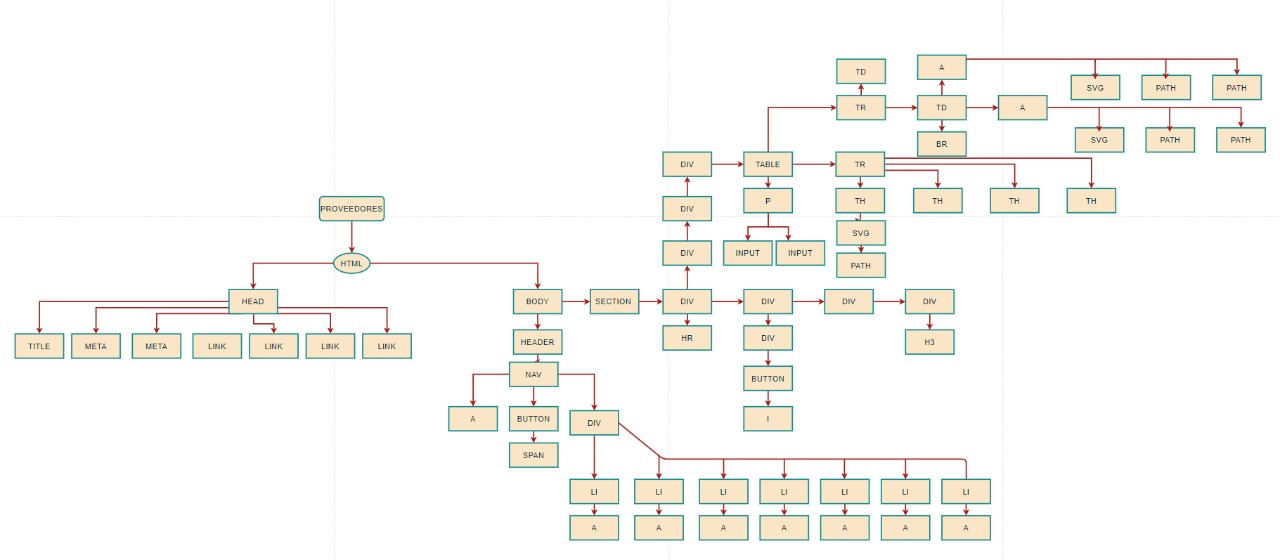 A
TD
SVG PATH PATH
TR TD A
SVG PATH PATH
BR
DIV TABLE TR
PROVEEDORES DIV P TH TH TH TH
SVG
HTML DIV INPUT INPUT PATH
HEAD BODY SECTION DIV DIV DIV DIV
TITLE META META LINK LINK LINK LINK HEADER HR DIV H3
NAV BUTTON
A BUTTON DIV I
SPAN
LI LI LI LI LI LI LI
A A A A A A A